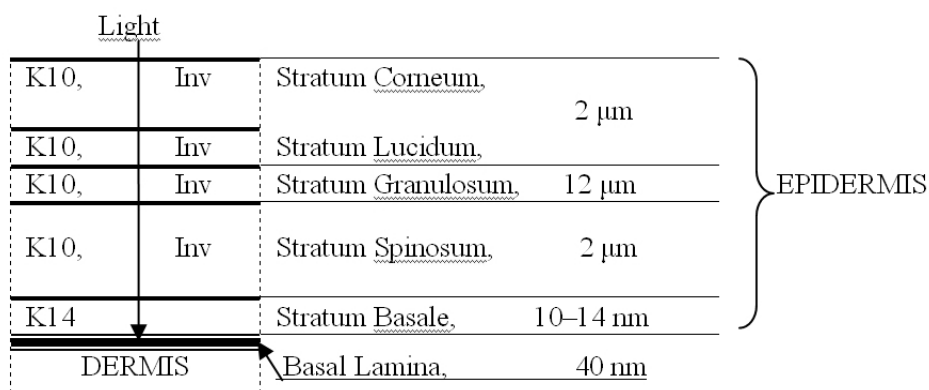 Light
K10, Inv Stratum Corneum,
2 µm
K10, Inv Stratum Lucidum,
K10, Inv Stratum Granulosum, 12 µm
EPIDERMIS
K10, Inv Stratum Spinosum, 2 µm
K14 Stratum Basale, 10–14 nm
DERMIS Basal Lamina, 40 nm